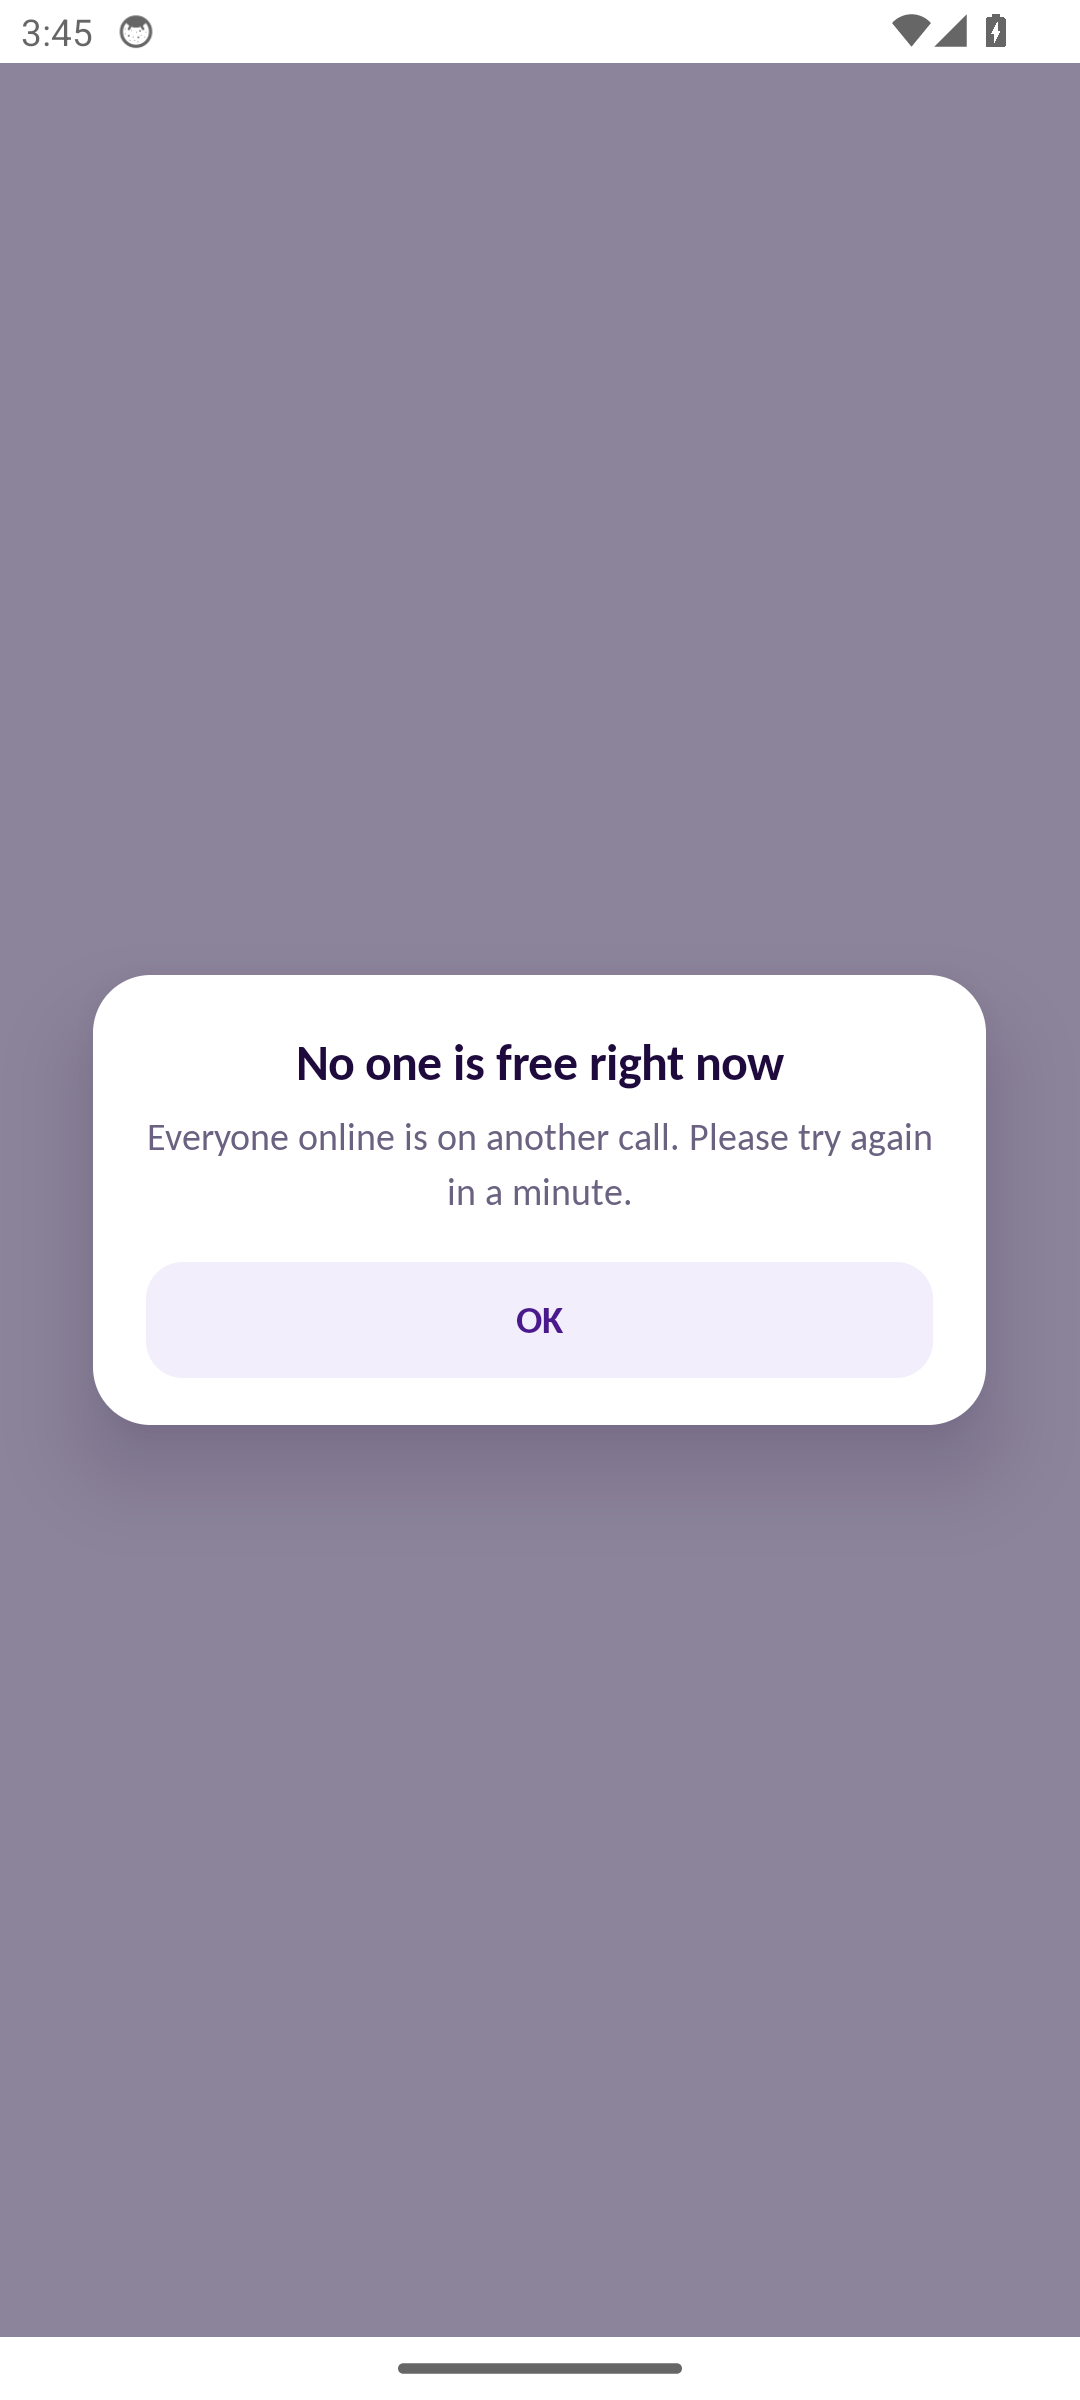 3:45
No one is free right now
Everyone online is on another call. Please try again
in a minute.
OK